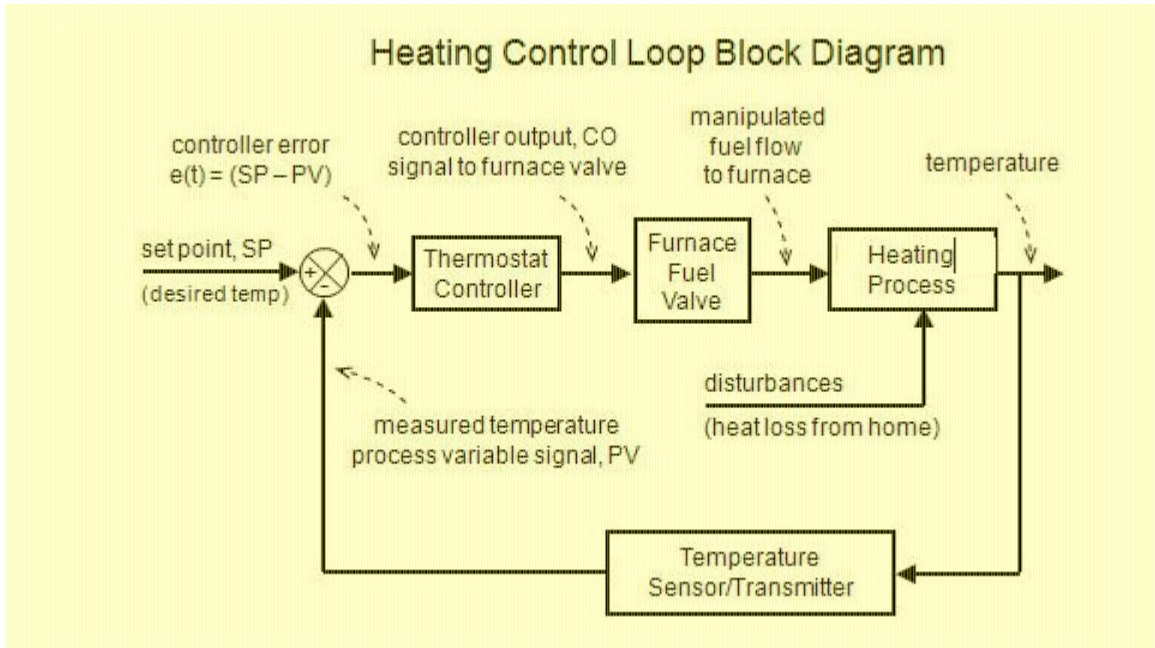 Heating Control Loop Block Diagram
controller error
e(t) = (SP – PV)
controller output, CO
signal to furnace valve
manipulated
fuel flow
to furnace
temperature
set point, SP
(desired temp)
+
-
Thermostat
Controller
Furnace
Fuel
Valve
Heating
Process
disturbances
(heat loss from home)
measured temperature
process variable signal, PV
Temperature
Sensor/Transmitter